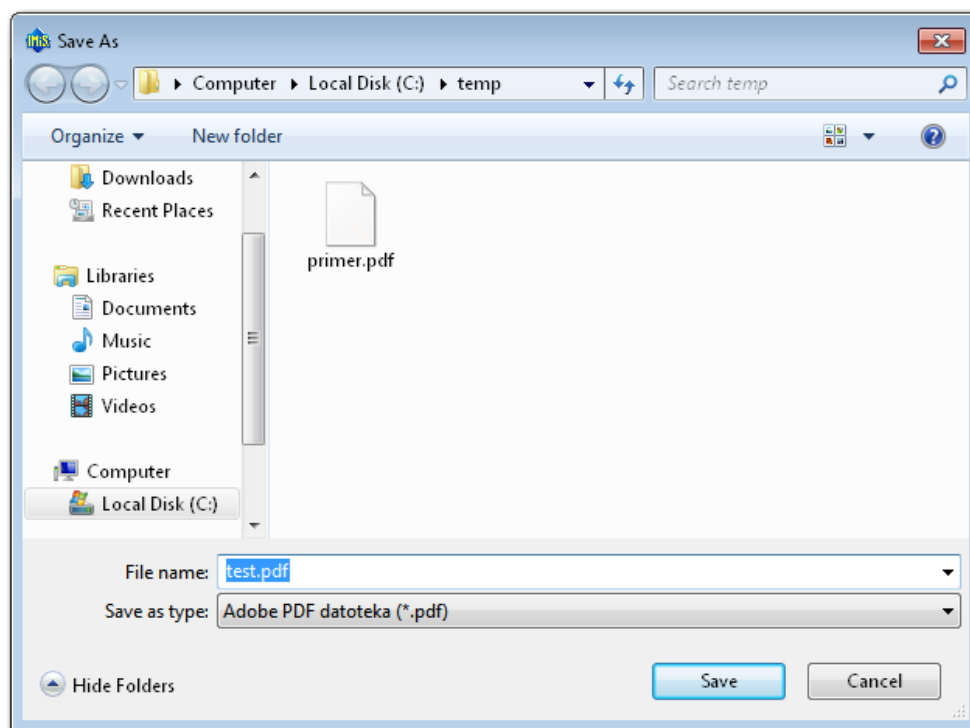 IMiS
Save As
Computer
Local Disk (C:)
temp
Search temp
Organize
New folder
Downloads
Recent Places
Libraries
Documents
Music
Pictures
Videos
Computer
Local Disk (C:)
primer.pdf
File name: test.pdf
Save as type: Adobe PDF datoteka (*.pdf)
Hide Folders
Save
Cancel